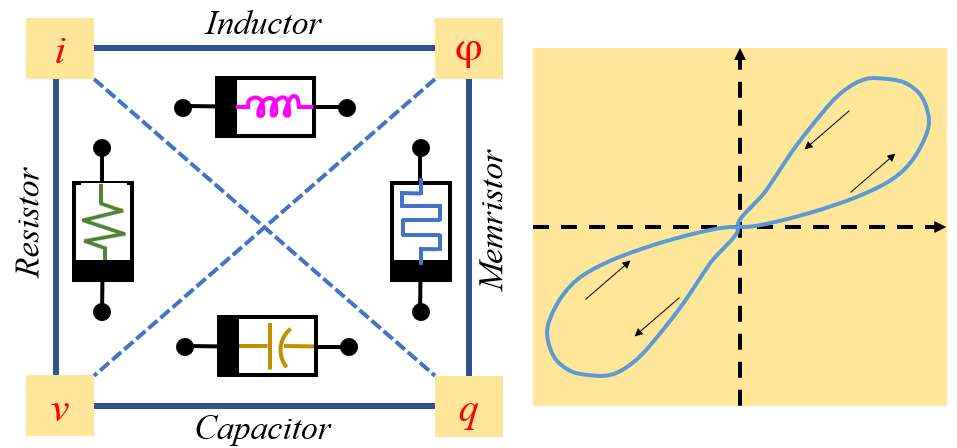 Inductor
i
φ
Resistor
Memristor
v
q
Capacitor